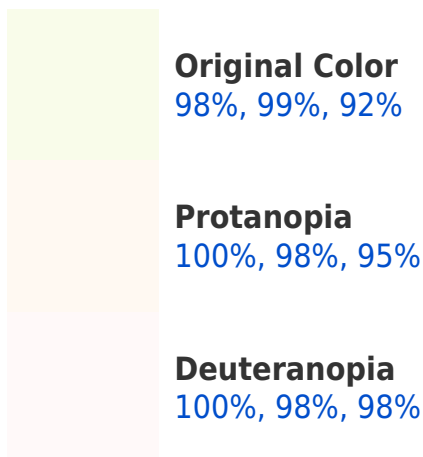 Original Color
98%, 99%, 92%
Protanopia
100%, 98%, 95%
Deuteranopia
100%, 98%, 98%